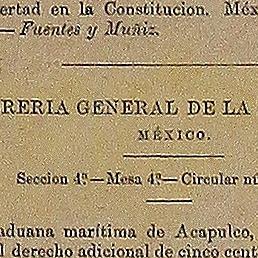 ertad en la Constitucion. Méx
—Fuentes y Muñiz.
RERIA GENERAL DE LA
MÉXICO.
Seccion 4ª—Mesa 4ª—Circular nú
aduana marítima de Acapulco,
l derecho adicional de cinco cent